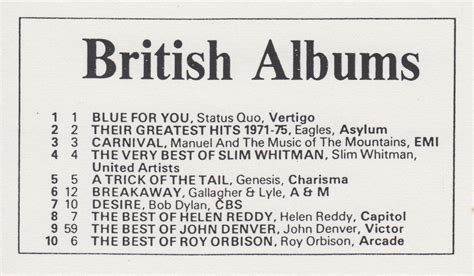 British Albums
1 1 BLUE FOR YOU, Status Quo, Vertigo
2 2 THEIR GREATEST HITS 1971-75, Eagles, Asylum
3 3 CARNIVAL, Manuel And The Music of The Mountains, EMI
4 4 THE VERY BEST OF SLIM WHITMAN, Slim Whitman,
United Artists
5 5 A TRICK OF THE TAIL, Genesis, Charisma
6 12 BREAKAWAY, Gallagher & Lyle, A & M
7 10 DESIRE, Bob Dylan, CBS
8 7 THE BEST OF HELEN REDDY, Helen Reddy, Capitol
9 59 THE BEST OF JOHN DENVER, John Denver, Victor
10 6 THE BEST OF ROY ORBISON, Roy Orbison, Arcade